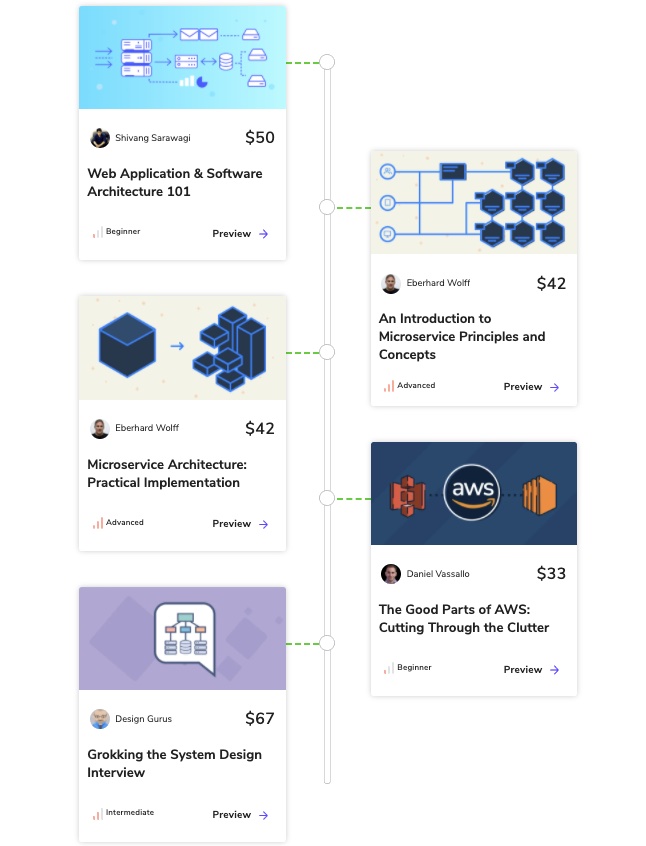 Shivang Sarawagi
$50
Web Application & Software
Architecture 101
Beginner
Preview
Eberhard Wolff
$42
An Introduction to
Microservice Principles and
Concepts
Advanced
Preview
Eberhard Wolff
$42
Microservice Architecture:
Practical Implementation
Advanced
Preview
aws
Daniel Vassallo
$33
The Good Parts of AWS:
Cutting Through the Clutter
Beginner
Preview
Design Gurus
$67
Grokking the System Design
Interview
Intermediate
Preview